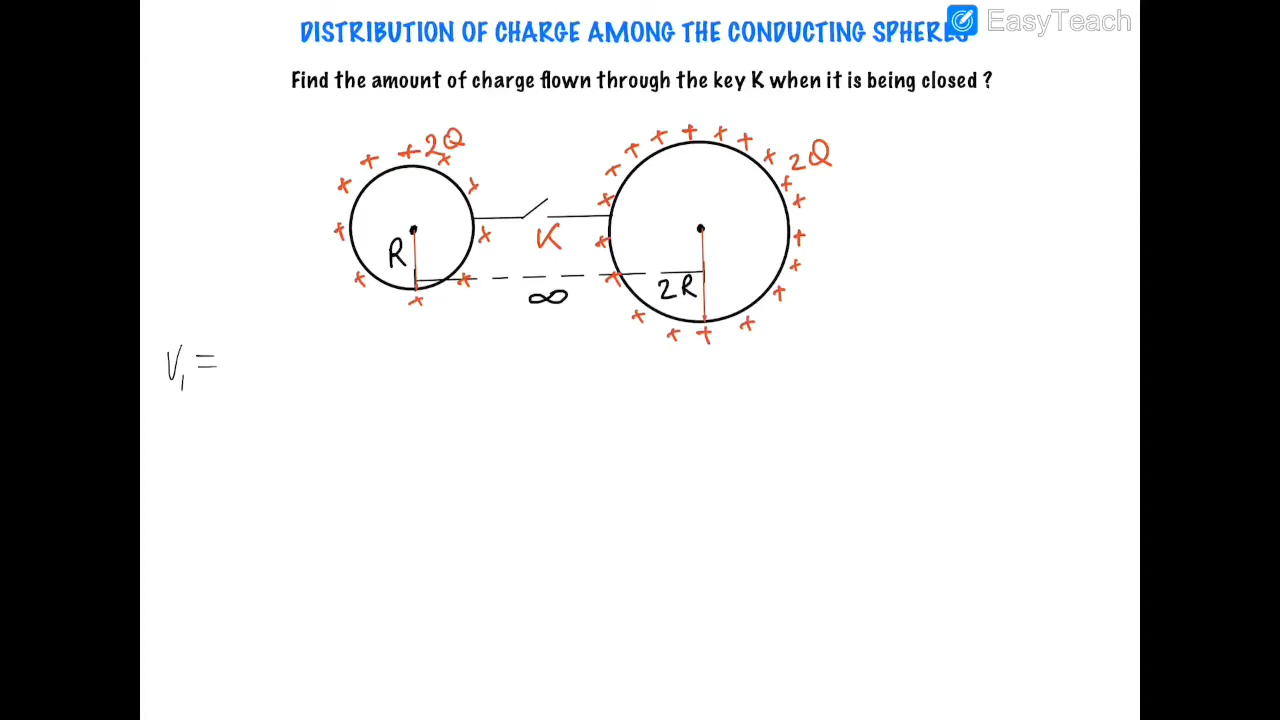 DISTRIBUTION OF CHARGE AMONG THE CONDUCTING SPHERES
EasyTeach
Find the amount of charge flown through the key K when it is being closed ?
+2Q
2Q
K
R
2R
∞
V₁ =